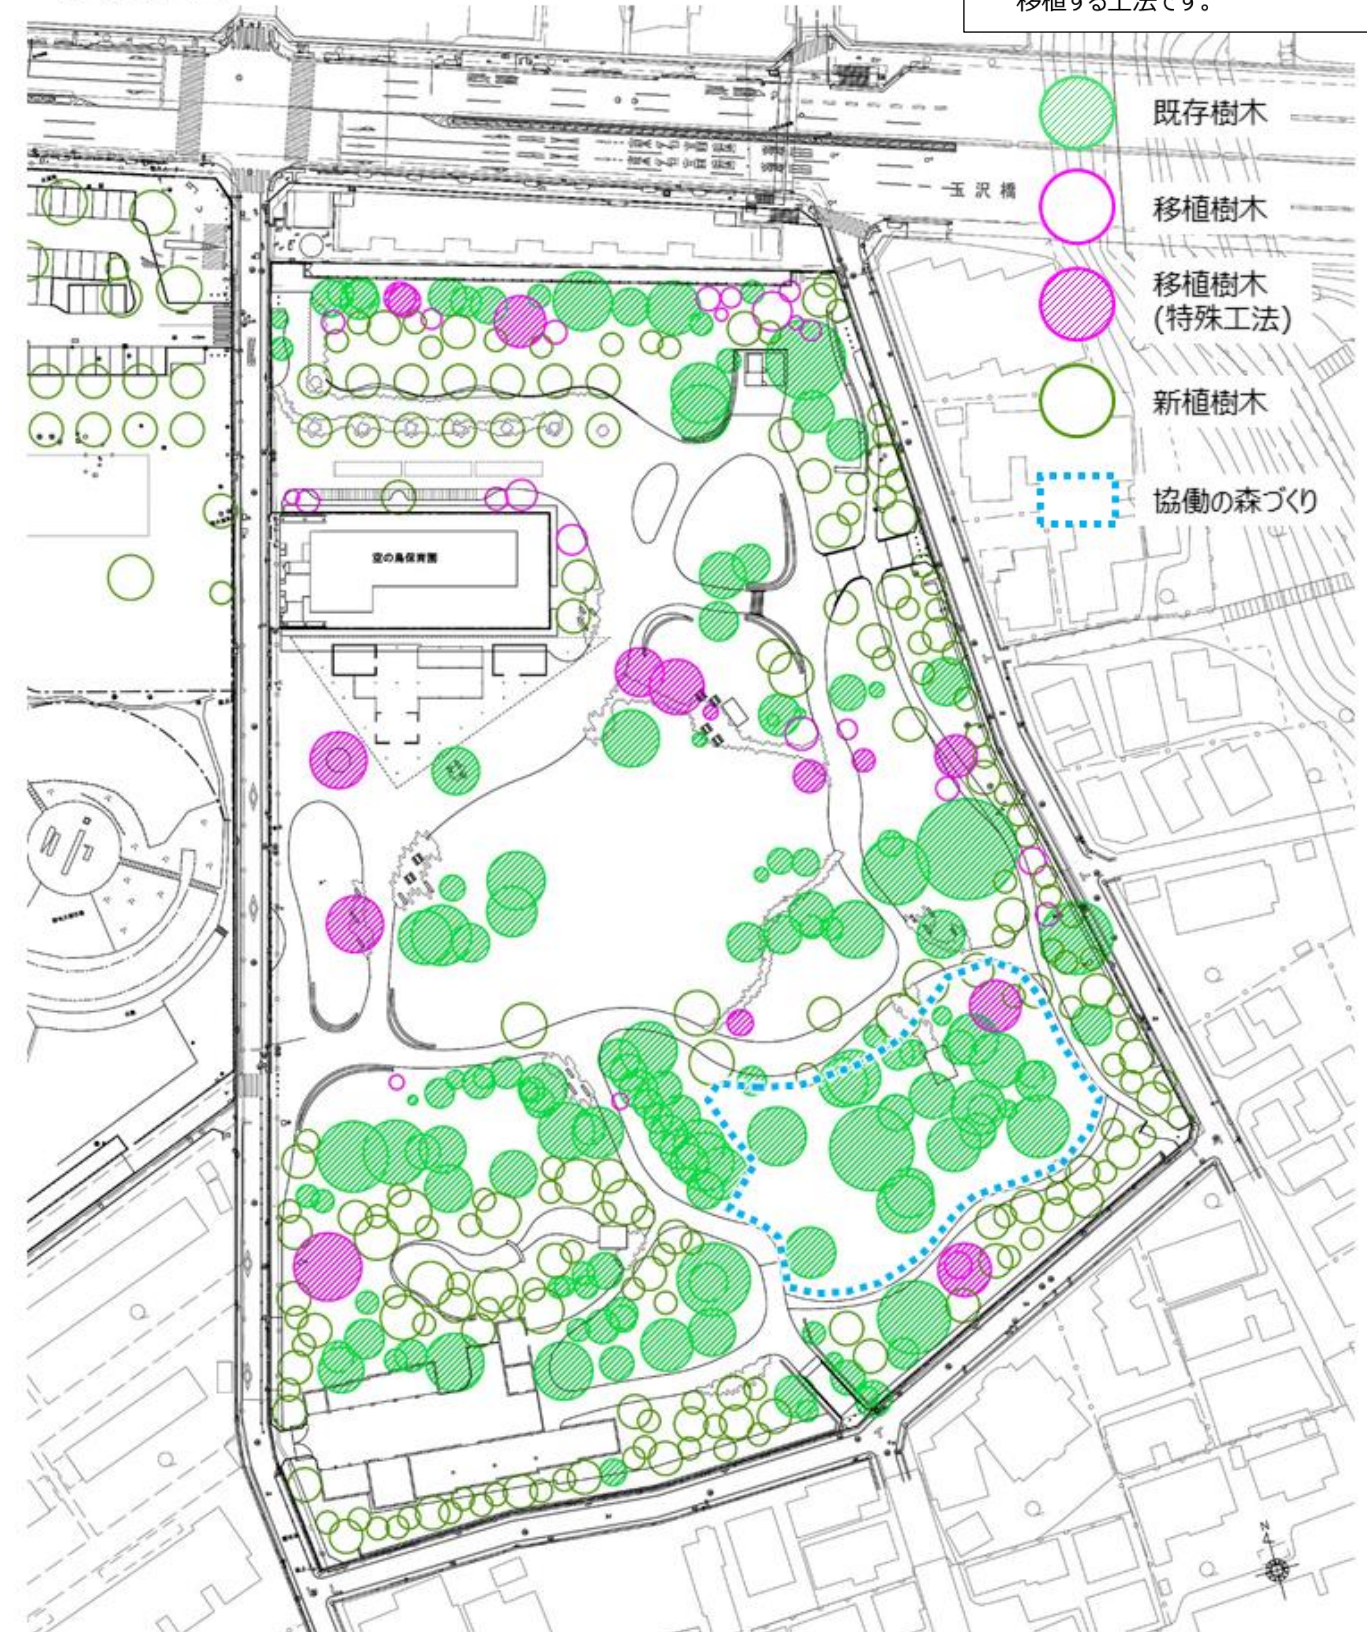 移植する工法です。
既存樹木
玉沢橋
移植樹木
移植樹木
(特殊工法)
新植樹木
協働の森づくり
空の鳥保育園
N